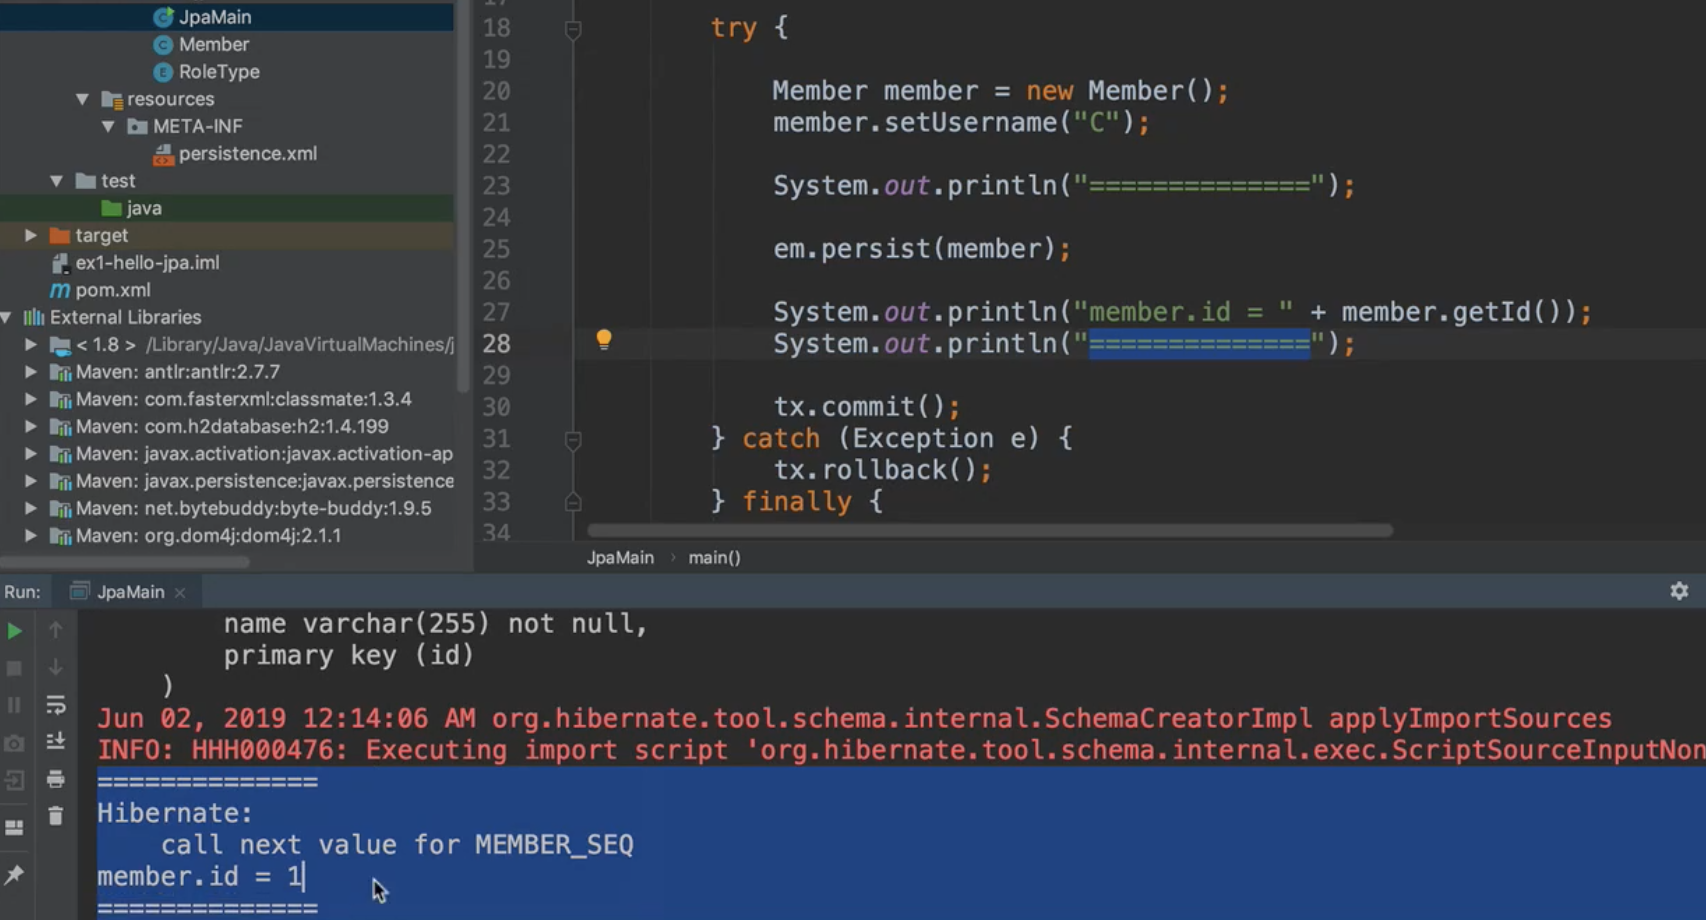 JpaMain
Member
RoleType
resources
META-INF
persistence.xml
test
java
target
ex1-hello-jpa.iml
pom.xml
External Libraries
< 1.8 > /Library/Java/JavaVirtualMachines/j
Maven: antlr:antlr:2.7.7
Maven: com.fasterxml:classmate:1.3.4
Maven: com.h2database:h2:1.4.199
Maven: javax.activation:javax.activation-ap
Maven: javax.persistence:javax.persistence
Maven: net.bytebuddy:byte-buddy:1.9.5
Maven: org.dom4j:dom4j:2.1.1
17
18 try {
19
20 Member member = new Member();
21 member.setUsername("C");
22
23 System.out.println("==============");
24
25 em.persist(member);
26
27 System.out.println("member.id = " + member.getId());
28 System.out.println("==============");
29
30 tx.commit();
31 } catch (Exception e) {
32 tx.rollback();
33 } finally {
34
JpaMain > main()
Run: JpaMain ×
name varchar(255) not null,
primary key (id)
)
Jun 02, 2019 12:14:06 AM org.hibernate.tool.schema.internal.SchemaCreatorImpl applyImportSources
INFO: HHH000476: Executing import script 'org.hibernate.tool.schema.internal.exec.ScriptSourceInputNon
==============
Hibernate:
call next value for MEMBER_SEQ
member.id = 1
==============